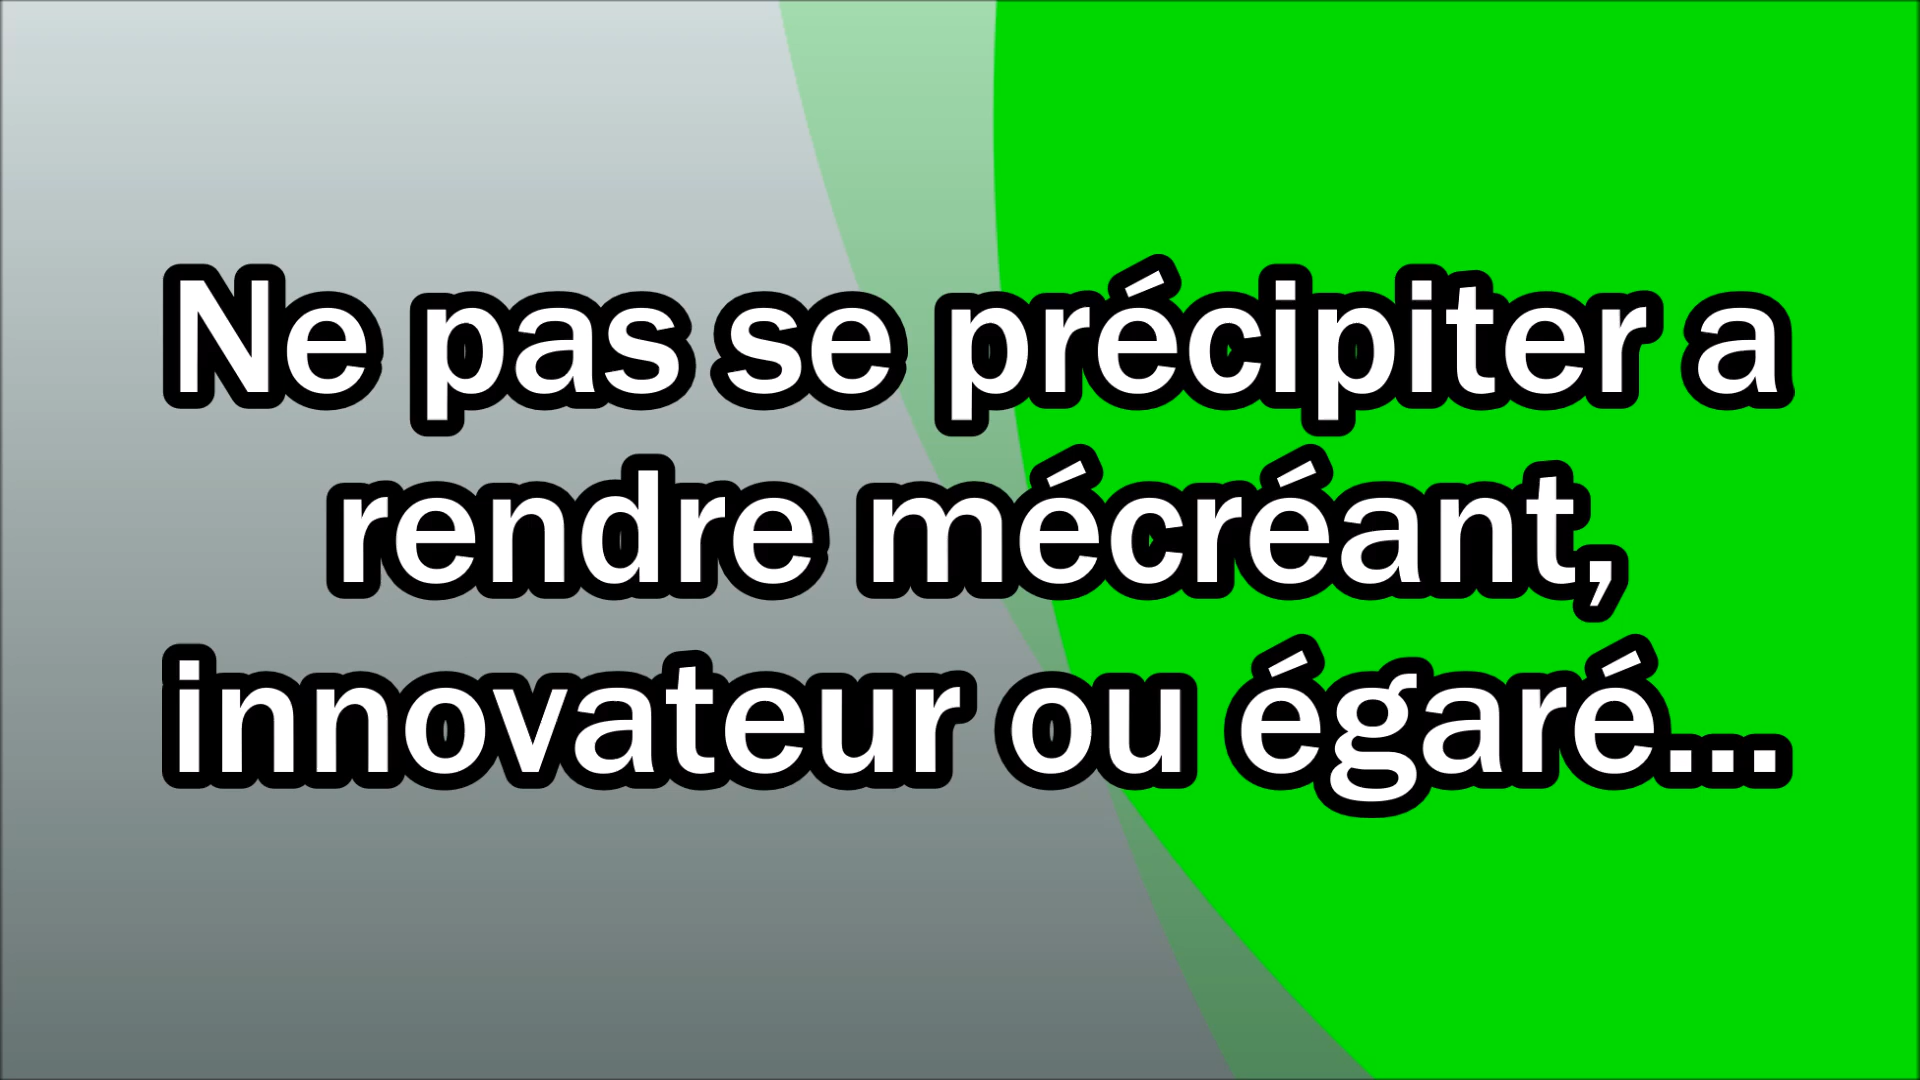 Ne pas se précipiter a
rendre mécréant,
innovateur ou égaré...